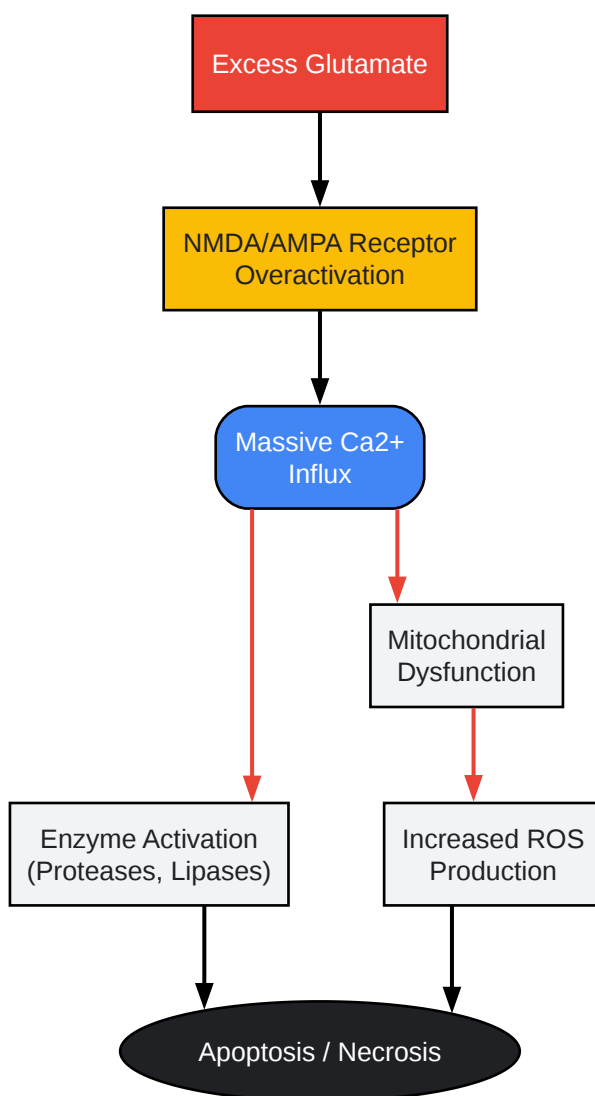 Excess Glutamate
NMDA/AMPA Receptor
Overactivation
Massive Ca2+
Influx
Mitochondrial
Dysfunction
Enzyme Activation
(Proteases, Lipases)
Increased ROS
Production
Apoptosis / Necrosis